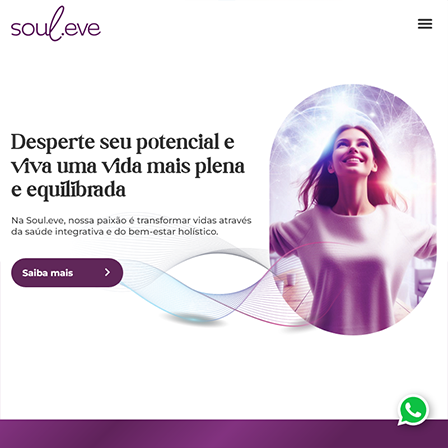 soul.eve
Desperte seu potencial e
viva uma vida mais plena
e equilibrada
Na Soul.eve, nossa paixão é transformar vidas através
da saúde integrativa e do bem-estar holístico.
Saiba mais